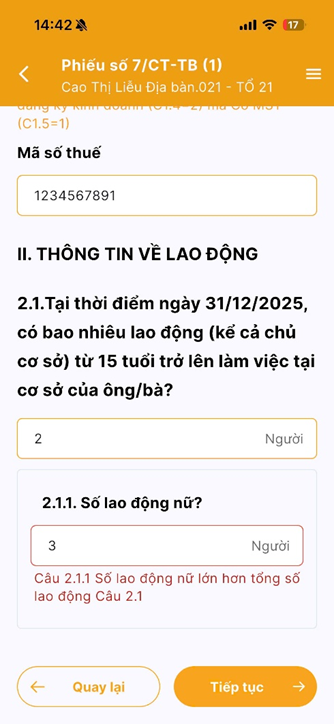 14:42
17
Phiếu số 7/CT-TB (1)
Cao Thị Liễu Địa bàn.021 - TỔ 21
đăng ký kinh doanh (C1.4=2) mà Có MST
(C1.5=1)
Mã số thuế
1234567891
II. THÔNG TIN VỀ LAO ĐỘNG
2.1.Tại thời điểm ngày 31/12/2025,
có bao nhiêu lao động (kể cả chủ
cơ sở) từ 15 tuổi trở lên làm việc tại
cơ sở của ông/bà?
2 Người
2.1.1. Số lao động nữ?
3 Người
Câu 2.1.1 Số lao động nữ lớn hơn tổng số
lao động Câu 2.1
Quay lại
Tiếp tục